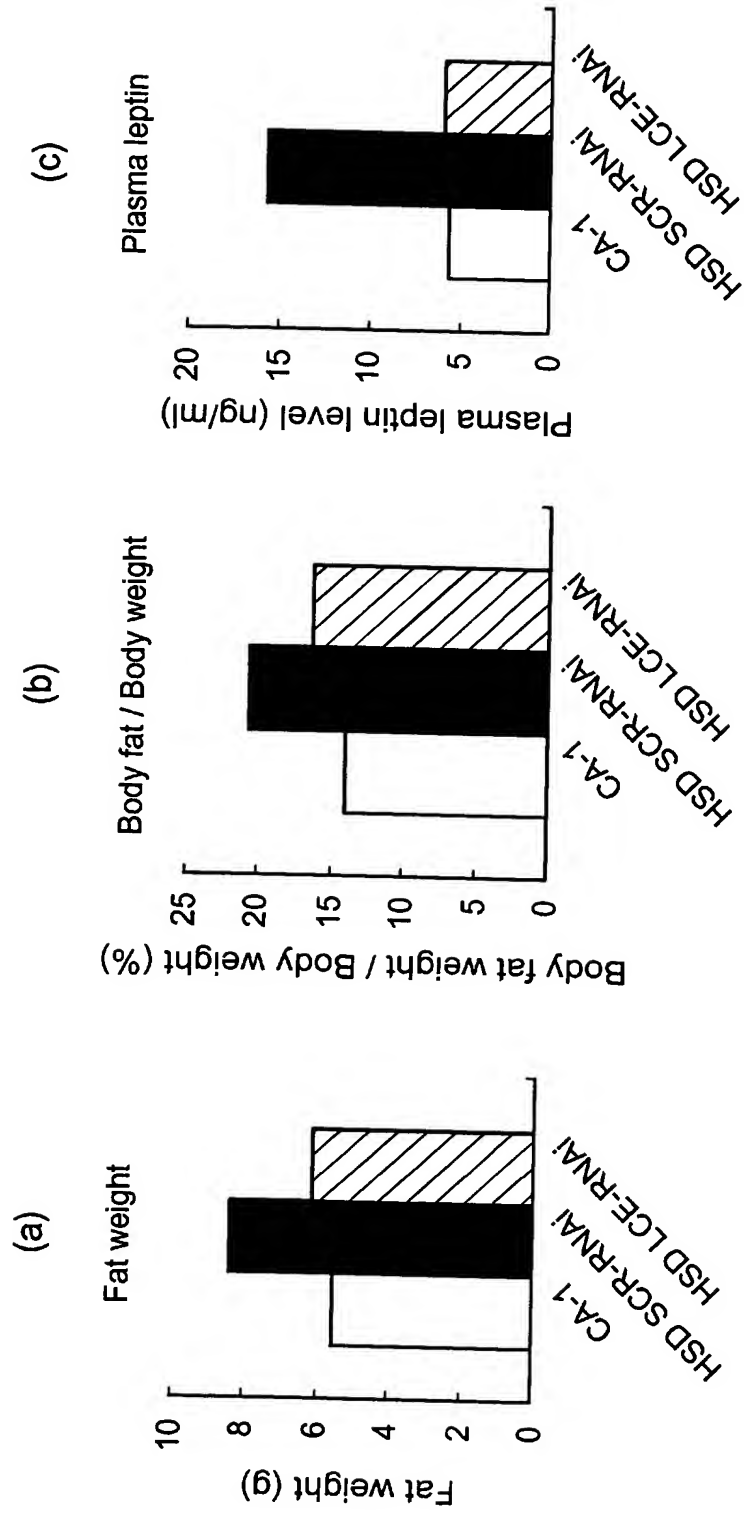 (a)
Fat weight
Fat weight (g)
10
8
6
4
2
0
CA-1
HSD SCR-RNAi
HSD LCE-RNAi
(b)
Body fat / Body weight
Body fat weight / Body weight (%)
25
20
15
10
5
0
CA-1
HSD SCR-RNAi
HSD LCE-RNAi
(c)
Plasma leptin
Plasma leptin level (ng/ml)
20
15
10
5
0
CA-1
HSD SCR-RNAi
HSD LCE-RNAi